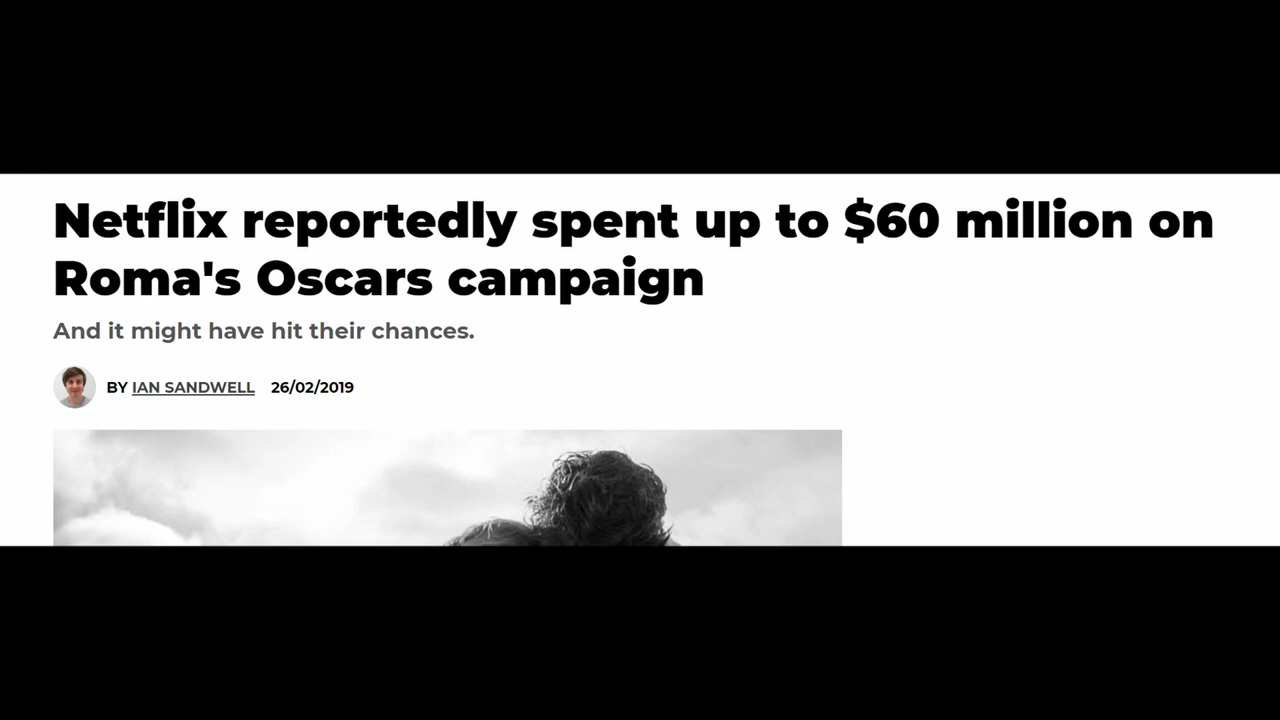 Netflix reportedly spent up to $60 million on
Roma's Oscars campaign
And it might have hit their chances.
BY IAN SANDWELL 26/02/2019